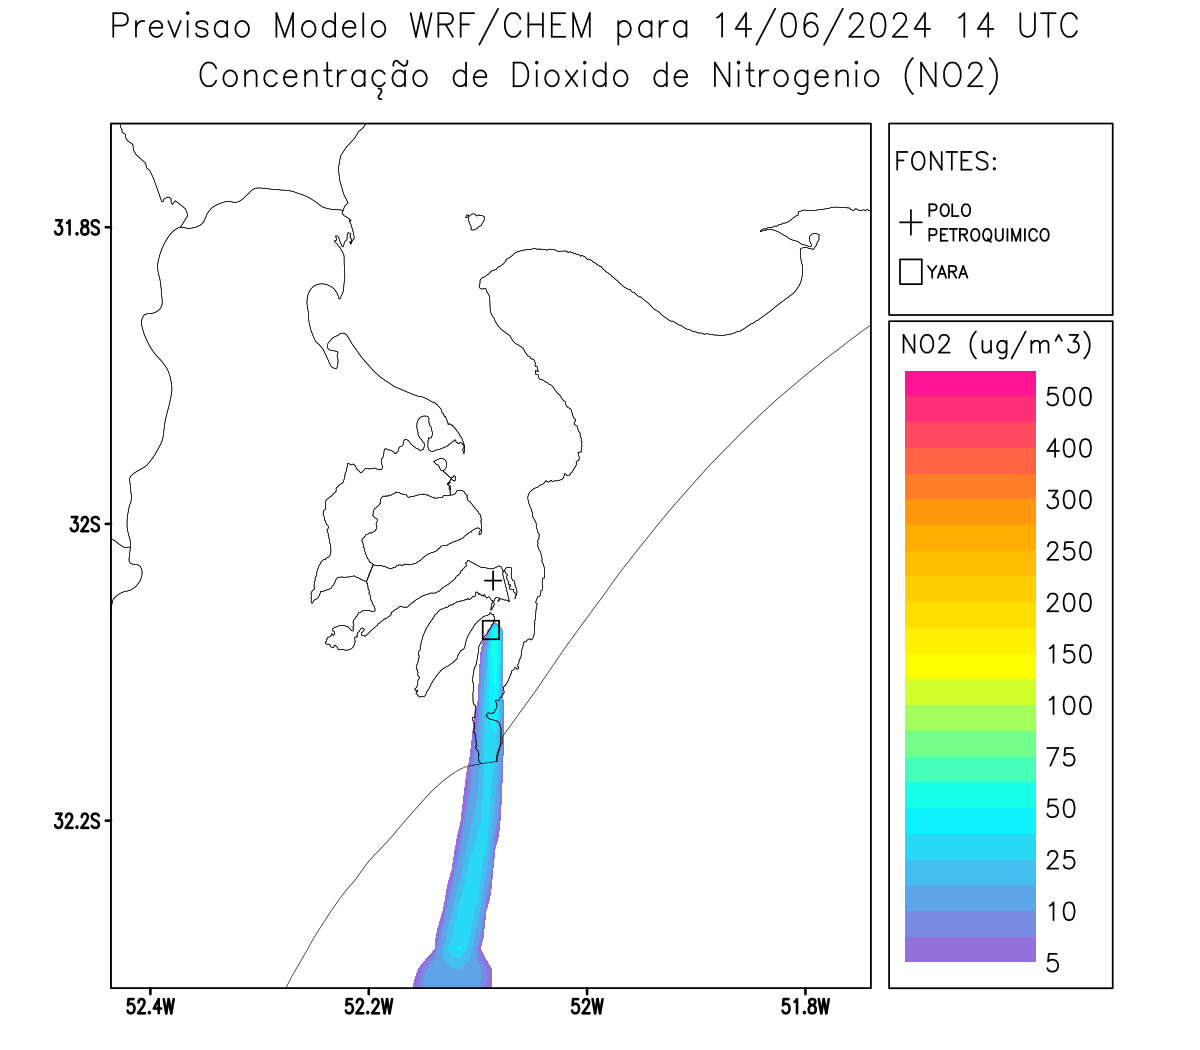 Previsao Modelo WRF/CHEM para 14/06/2024 14 UTC
Concentração de Dioxido de Nitrogenio (NO2)
FONTES:
POLO
PETROQUIMICO
YARA
31.8S
32S
32.2S
52.4W
52.2W
52W
51.8W
NO2 (ug/m^3)
500
400
300
250
200
150
100
75
50
25
10
5